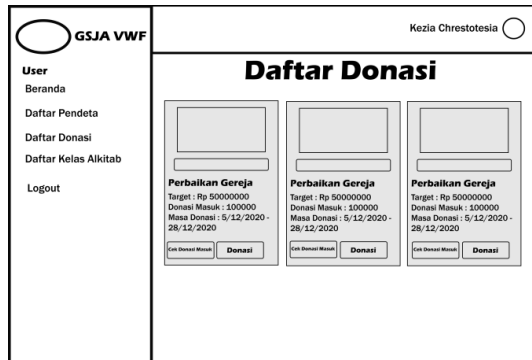 GSJA VWF
Kezia Chrestotesia
User
Beranda
Daftar Pendeta
Daftar Donasi
Daftar Kelas Alkitab
Logout
Daftar Donasi
Perbaikan Gereja
Target : Rp 50000000
Donasi Masuk : 100000
Masa Donasi : 5/12/2020 -
28/12/2020
Cek Donasi Masuk
Donasi
Perbaikan Gereja
Target : Rp 50000000
Donasi Masuk : 100000
Masa Donasi : 5/12/2020 -
28/12/2020
Cek Donasi Masuk
Donasi
Perbaikan Gereja
Target : Rp 50000000
Donasi Masuk : 100000
Masa Donasi : 5/12/2020 -
28/12/2020
Cek Donasi Masuk
Donasi